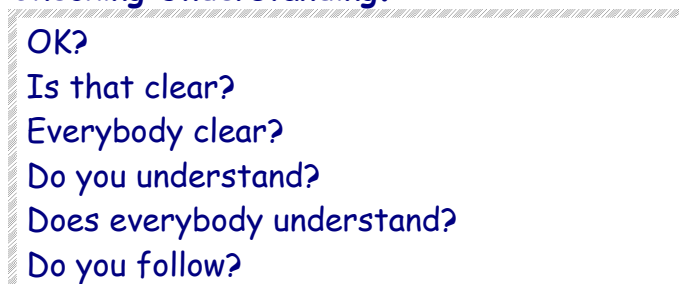 OK?
Is that clear?
Everybody clear?
Do you understand?
Does everybody understand?
Do you follow?